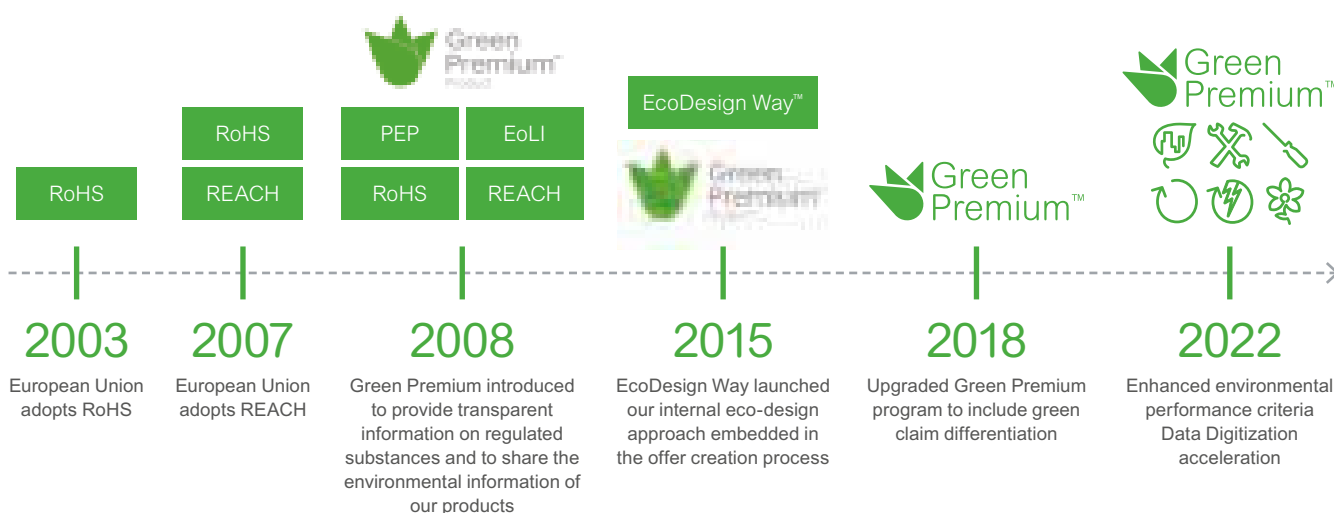 Green
Premium™
Product
RoHS
RoHS
REACH
PEP
EoLI
RoHS
REACH
EcoDesign Way™
Green
Premium™
Green
Premium™
Green
Premium™
2003
European Union
adopts RoHS
2007
European Union
adopts REACH
2008
Green Premium introduced
to provide transparent
information on regulated
substances and to share the
environmental information of
our products
2015
EcoDesign Way launched
our internal eco-design
approach embedded in
the offer creation process
2018
Upgraded Green Premium
program to include green
claim differentiation
2022
Enhanced environmental
performance criteria
Data Digitization
acceleration